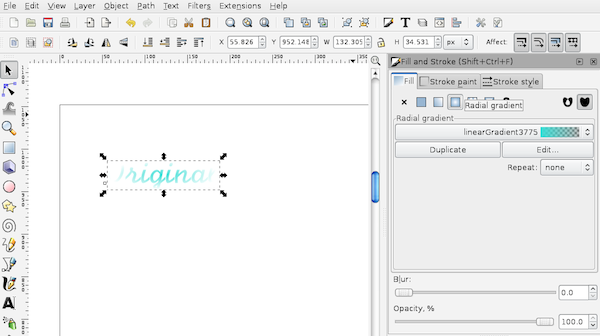 File Edit View Layer Object Path Text Filters Extensions Help
X 55.826 Y 952.148 W 132.305 H 34.531 px Affect:
Fill and Stroke (Shift+Ctrl+F)
Fill Stroke paint Stroke style
Radial gradient
Radial gradient
linearGradient3775
Duplicate Edit...
Repeat: none
Original
Blur:
0.0
Opacity, %
100.0